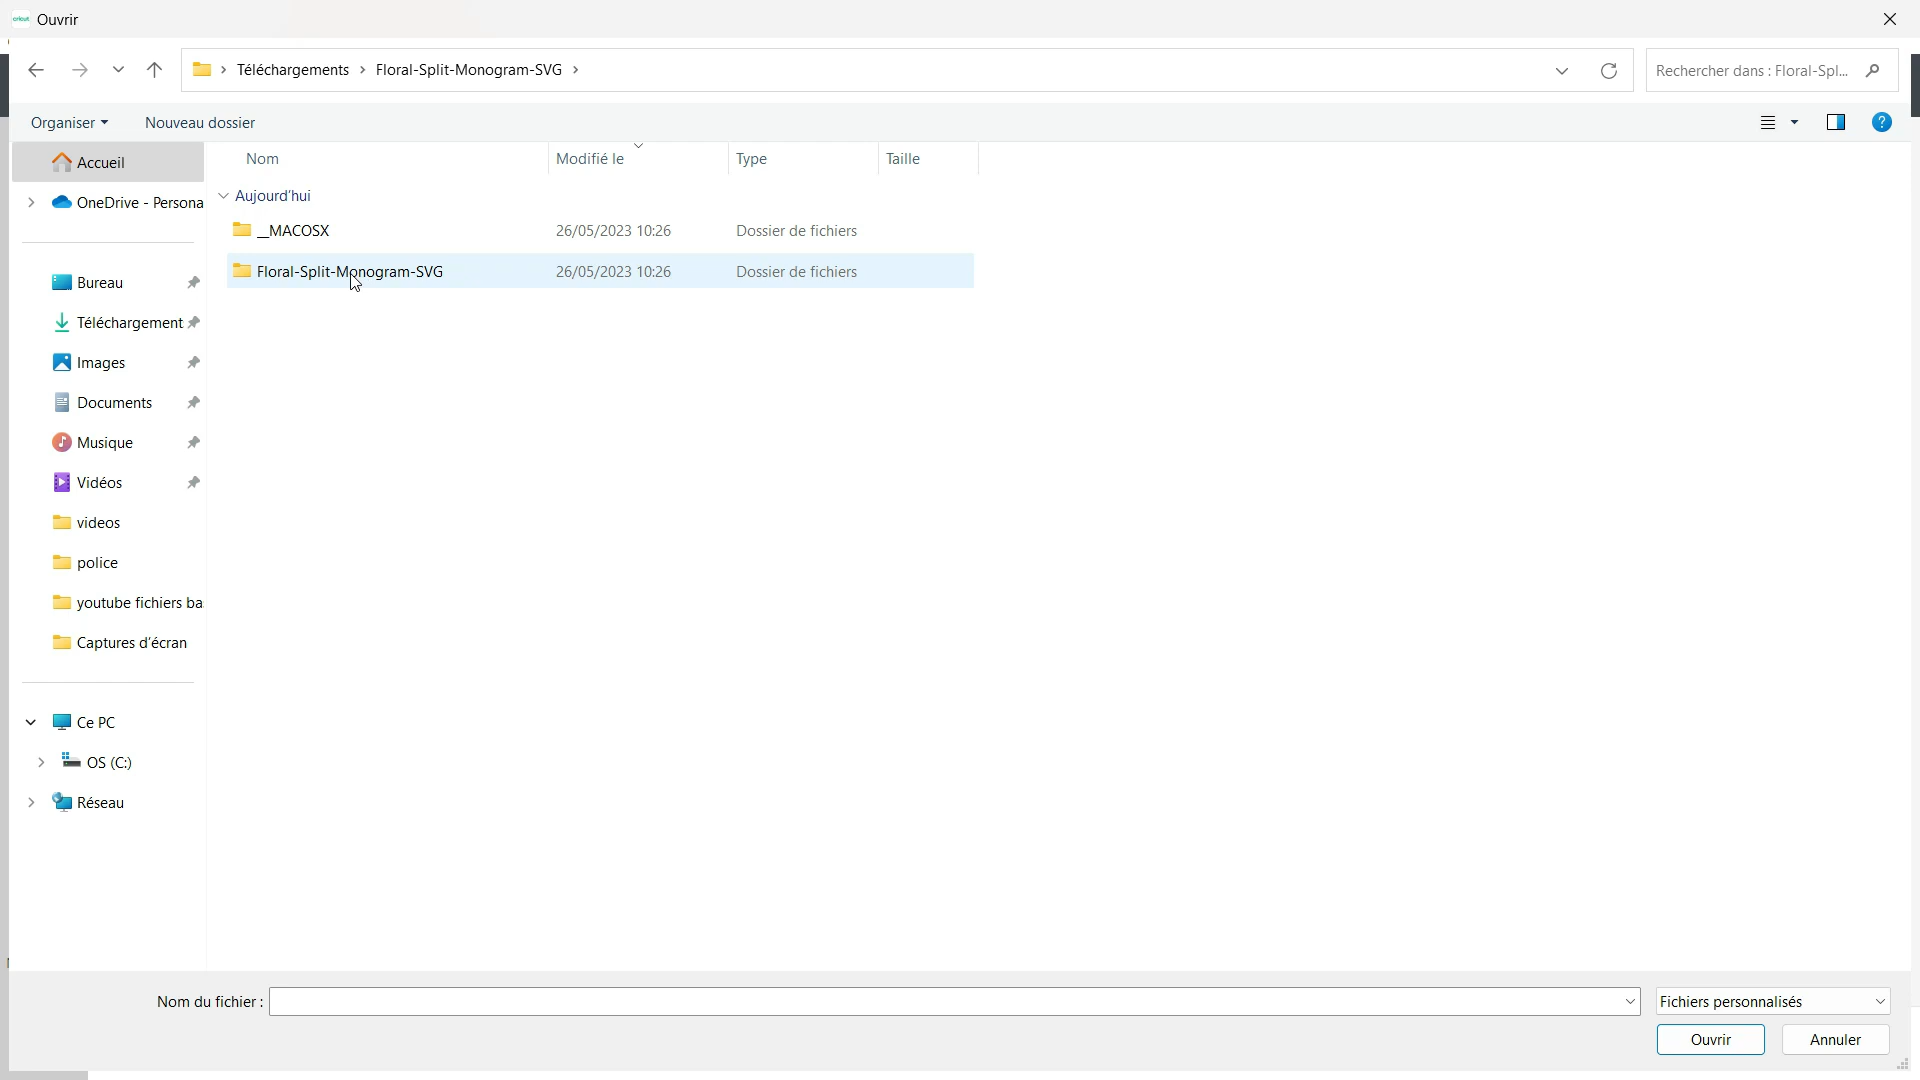 cricut Ouvrir
Téléchargements Floral-Split-Monogram-SVG
Rechercher dans : Floral-Spl...
Organiser Nouveau dossier
?
Nom Modifié le Type Taille
Aujourd'hui
__MACOSX 26/05/2023 10:26 Dossier de fichiers
Floral-Split-Monogram-SVG 26/05/2023 10:26 Dossier de fichiers
Accueil
OneDrive - Persona
Bureau
Téléchargement
Images
Documents
Musique
Vidéos
videos
police
youtube fichiers ba
Captures d'écran
Ce PC
OS (C:)
Réseau
Nom du fichier :
Fichiers personnalisés
Ouvrir Annuler